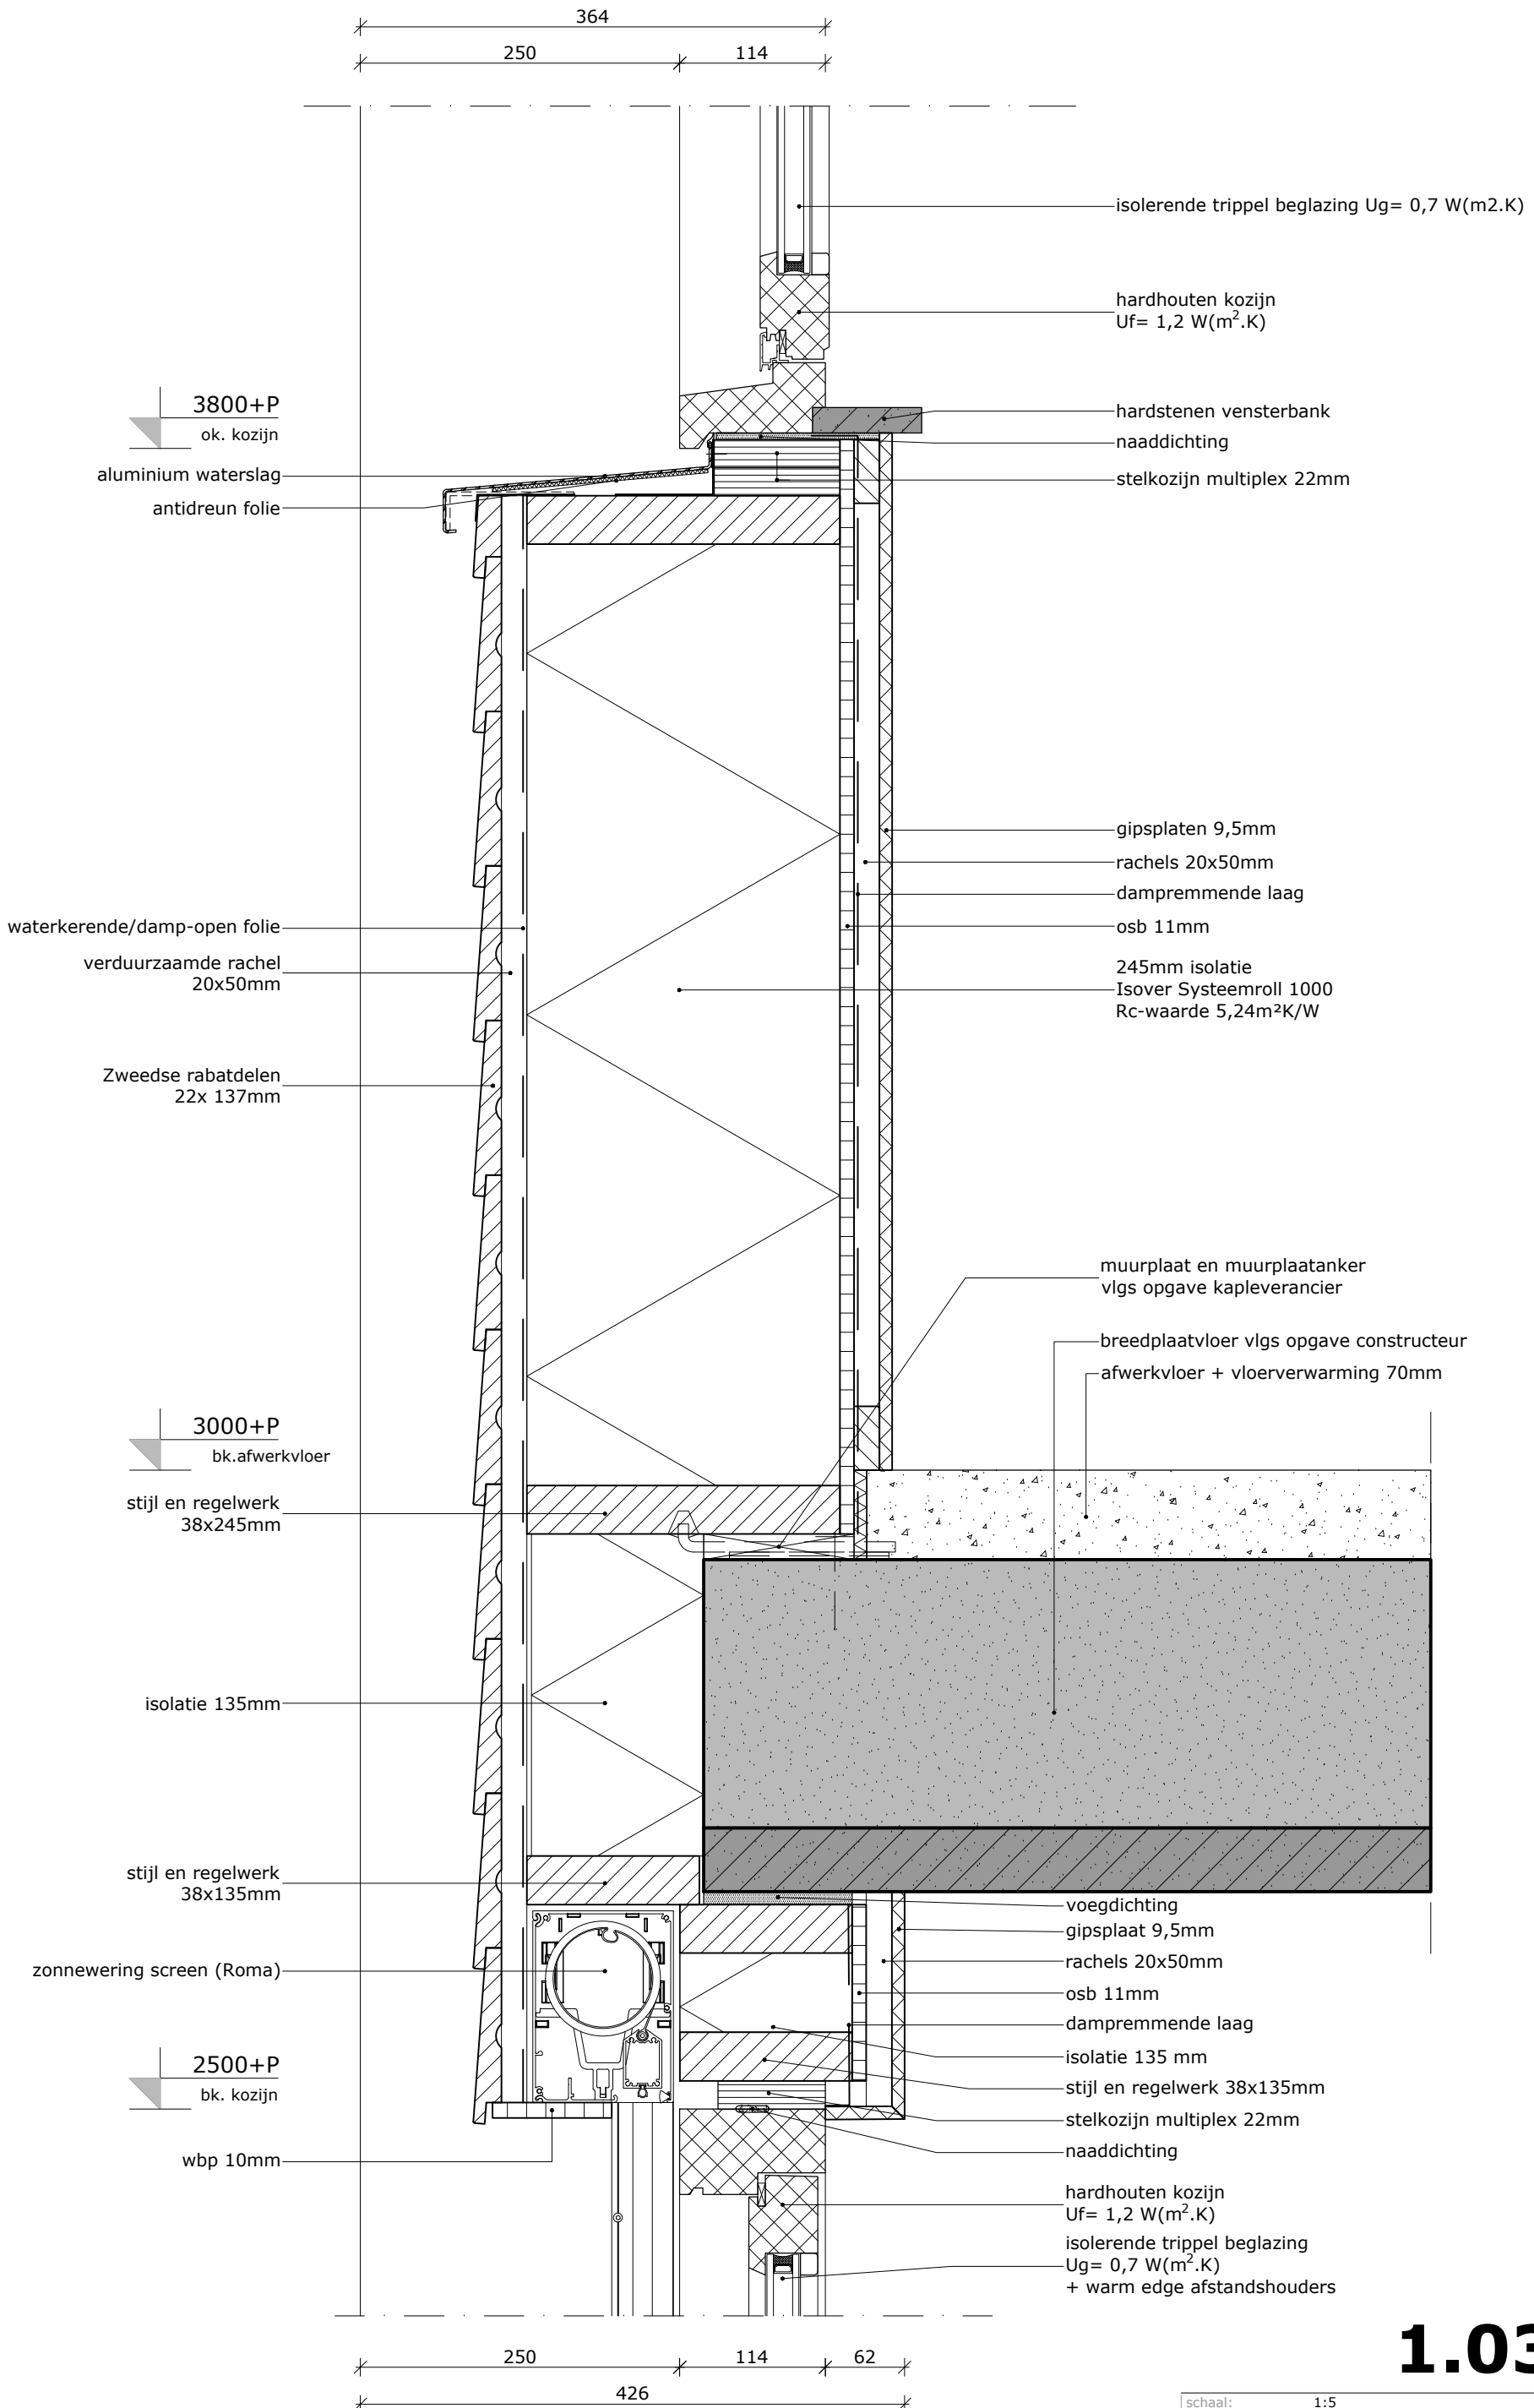 364
250
114
isolerende trippel beglazing Ug= 0,7 W(m2.K)
hardhouten kozijn
Uf= 1,2 W(m².K)
3800+P
ok. kozijn
hardstenen vensterbank
naaddichting
aluminium waterslag
stelkozijn multiplex 22mm
antidreun folie
gipsplaten 9,5mm
rachels 20x50mm
dampremmende laag
waterkerende/damp-open folie
osb 11mm
verduurzaamde rachel
20x50mm
245mm isolatie
Isover Systeemroll 1000
Rc-waarde 5,24m²K/W
Zweedse rabatdelen
22x 137mm
muurplaat en muurplaatanker
vlgs opgave kapleverancier
breedplaatvloer vlgs opgave constructeur
afwerkvloer + vloerverwarming 70mm
3000+P
bk.afwerkvloer
stijl en regelwerk
38x245mm
isolatie 135mm
stijl en regelwerk
38x135mm
voegdichting
gipsplaat 9,5mm
rachels 20x50mm
zonnewering screen (Roma)
osb 11mm
dampremmende laag
isolatie 135 mm
2500+P
bk. kozijn
stijl en regelwerk 38x135mm
stelkozijn multiplex 22mm
naaddichting
wbp 10mm
hardhouten kozijn
Uf= 1,2 W(m².K)
isolerende trippel beglazing
Ug= 0,7 W(m².K)
+ warm edge afstandshouders
1.03
250
114
62
426
schaal: 1:5